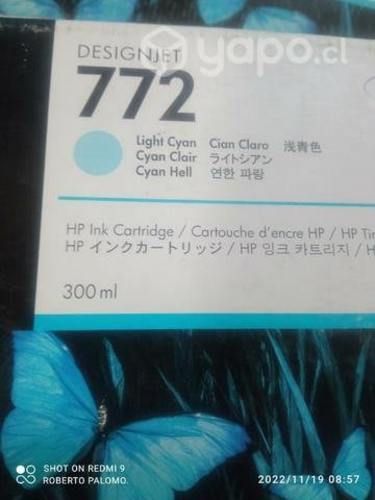 yapo.cl
DESIGNJET
772
Light Cyan Cian Claro 浅青色
Cyan Clair ライトシアン
Cyan Hell 연한 파랑
HP Ink Cartridge / Cartouche d'encre HP / HP Tin
HP インクカートリッジ / HP 잉크 카트리지 / H
300 ml
SHOT ON REDMI 9
ROBERTO PALOMO.
2022/11/19 08:57